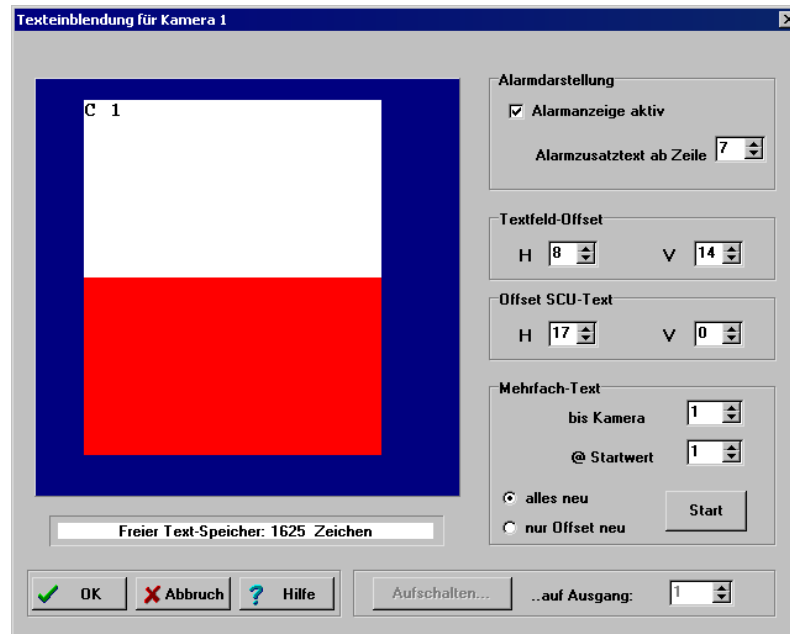 Texteinblendung für Kamera 1
C 1
Alarmdarstellung
Alarmanzeige aktiv
Alarmzusatztext ab Zeile 7
Textfeld-Offset
H 8 V 14
Offset SCU-Text
H 17 V 0
Mehrfach-Text
bis Kamera 1
@ Startwert 1
alles neu
nur Offset neu
Start
Freier Text-Speicher: 1625 Zeichen
OK Abbruch ? Hilfe Aufschalten... ..auf Ausgang: 1